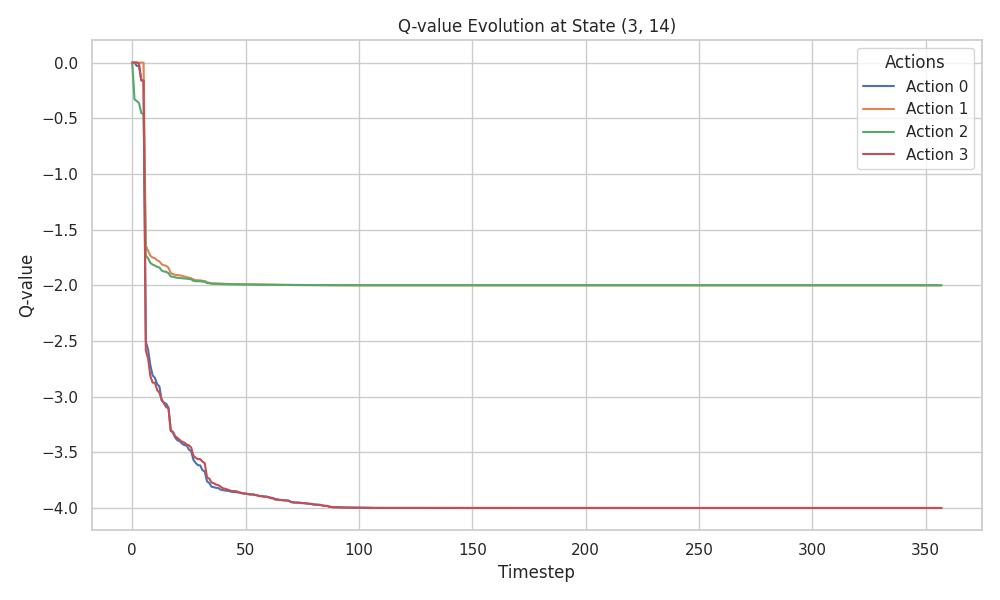 Q-value Evolution at State (3, 14)
Actions
Action 0
Action 1
Action 2
Action 3
Q-value
0.0
−0.5
−1.0
−1.5
−2.0
−2.5
−3.0
−3.5
−4.0
0 50 100 150 200 250 300 350
Timestep